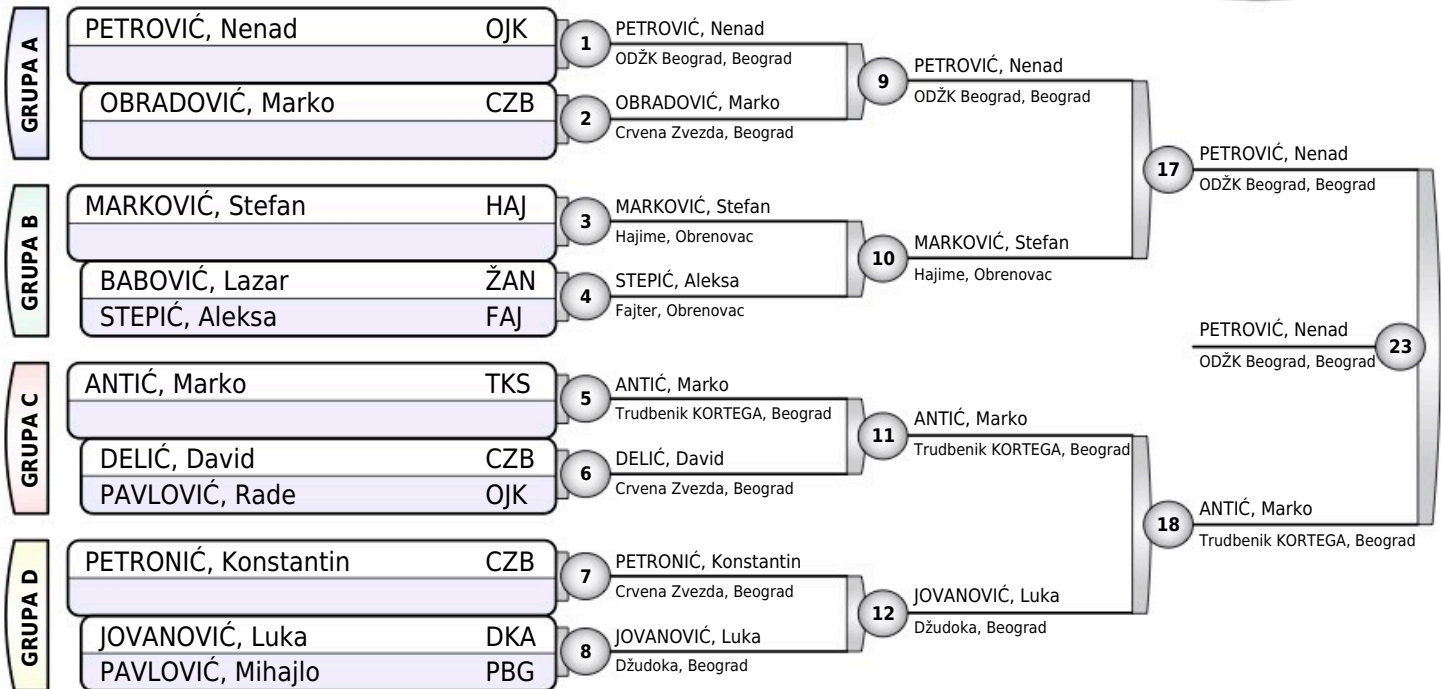 GRUPA A
PETROVIĆ, Nenad OJK
OBRADOVIĆ, Marko CZB
GRUPA B
MARKOVIĆ, Stefan HAJ
BABOVIĆ, Lazar ŽAN
STEPIĆ, Aleksa FAJ
GRUPA C
ANTIĆ, Marko TKS
DELIĆ, David CZB
PAVLOVIĆ, Rade OJK
GRUPA D
PETRONIĆ, Konstantin CZB
JOVANOVIĆ, Luka DKA
PAVLOVIĆ, Mihajlo PBG
1
PETROVIĆ, Nenad
ODŽK Beograd, Beograd
2
OBRADOVIĆ, Marko
Crvena Zvezda, Beograd
3
MARKOVIĆ, Stefan
Hajime, Obrenovac
4
STEPIĆ, Aleksa
Fajter, Obrenovac
5
ANTIĆ, Marko
Trudbenik KORTEGA, Beograd
6
DELIĆ, David
Crvena Zvezda, Beograd
7
PETRONIĆ, Konstantin
Crvena Zvezda, Beograd
8
JOVANOVIĆ, Luka
Džudoka, Beograd
9
PETROVIĆ, Nenad
ODŽK Beograd, Beograd
10
MARKOVIĆ, Stefan
Hajime, Obrenovac
11
ANTIĆ, Marko
Trudbenik KORTEGA, Beograd
12
JOVANOVIĆ, Luka
Džudoka, Beograd
17
PETROVIĆ, Nenad
ODŽK Beograd, Beograd
18
ANTIĆ, Marko
Trudbenik KORTEGA, Beograd
PETROVIĆ, Nenad
ODŽK Beograd, Beograd
23